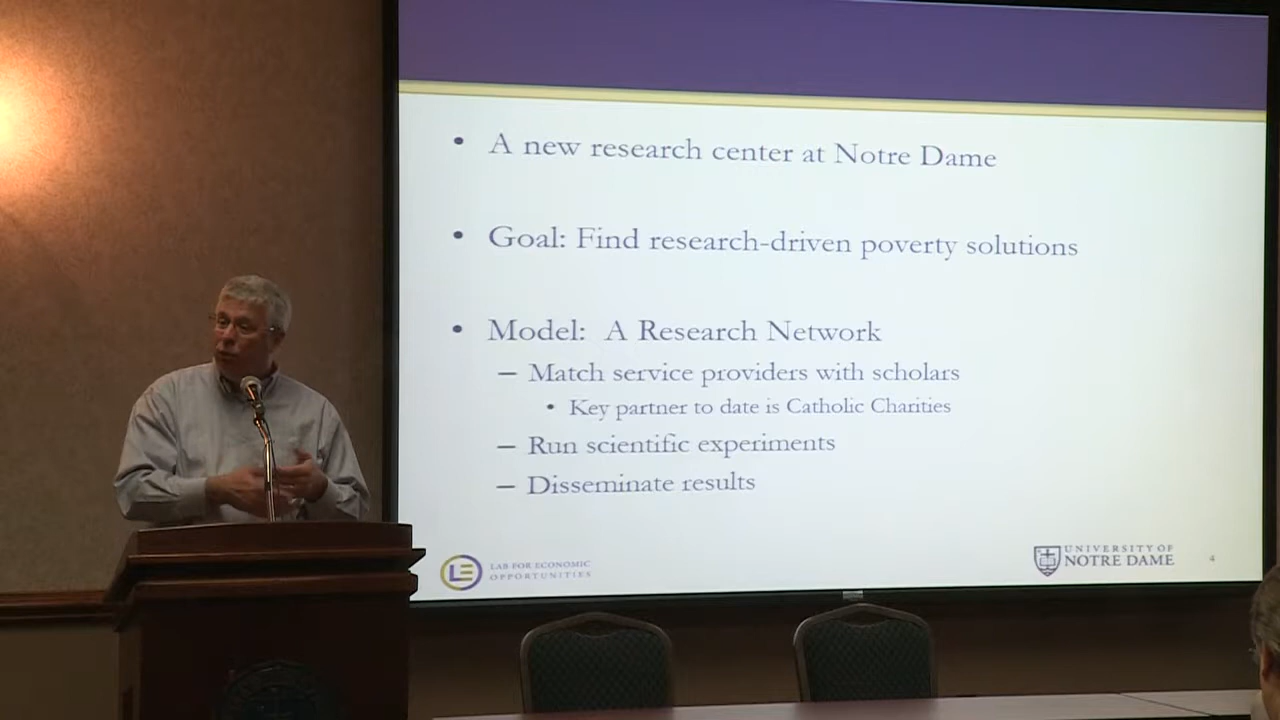 • A new research center at Notre Dame
• Goal: Find research-driven poverty solutions
• Model: A Research Network
– Match service providers with scholars
• Key partner to date is Catholic Charities
– Run scientific experiments
– Disseminate results
LE
LAB FOR ECONOMIC
OPPORTUNITIES
UNIVERSITY OF
NOTRE DAME
4